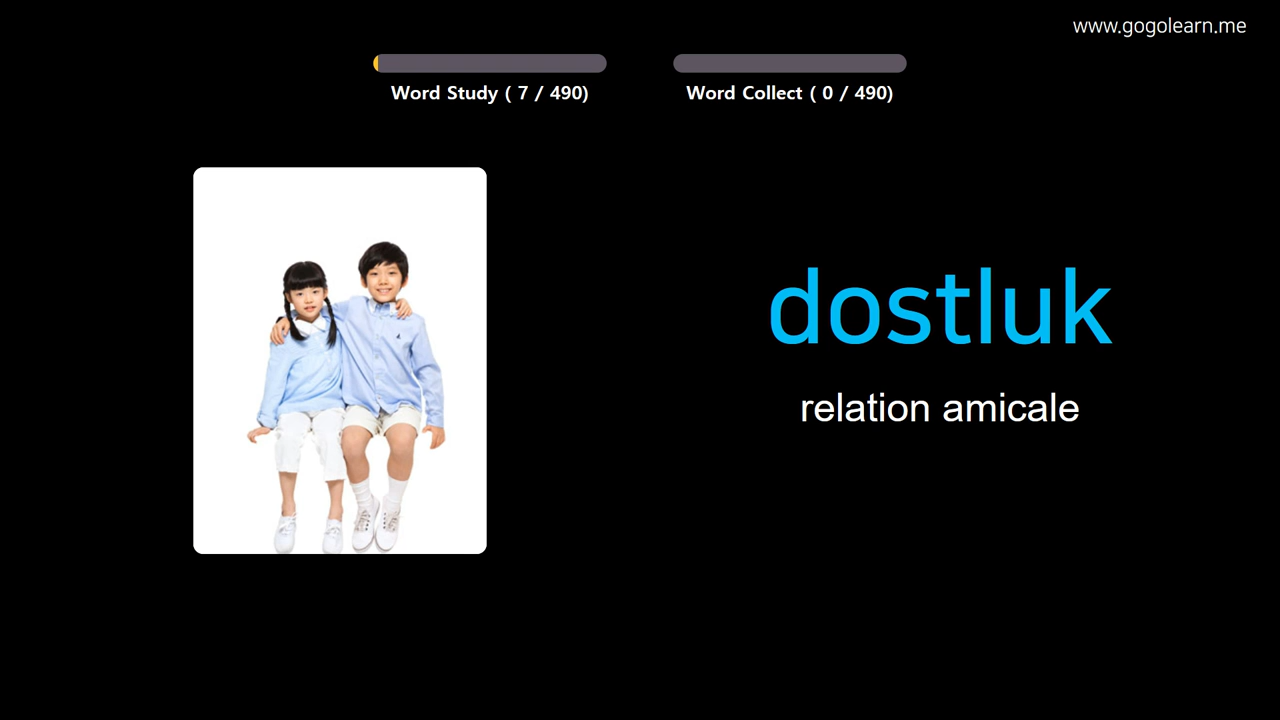 www.gogolearn.me
Word Study ( 7 / 490)
Word Collect ( 0 / 490)
dostluk
relation amicale